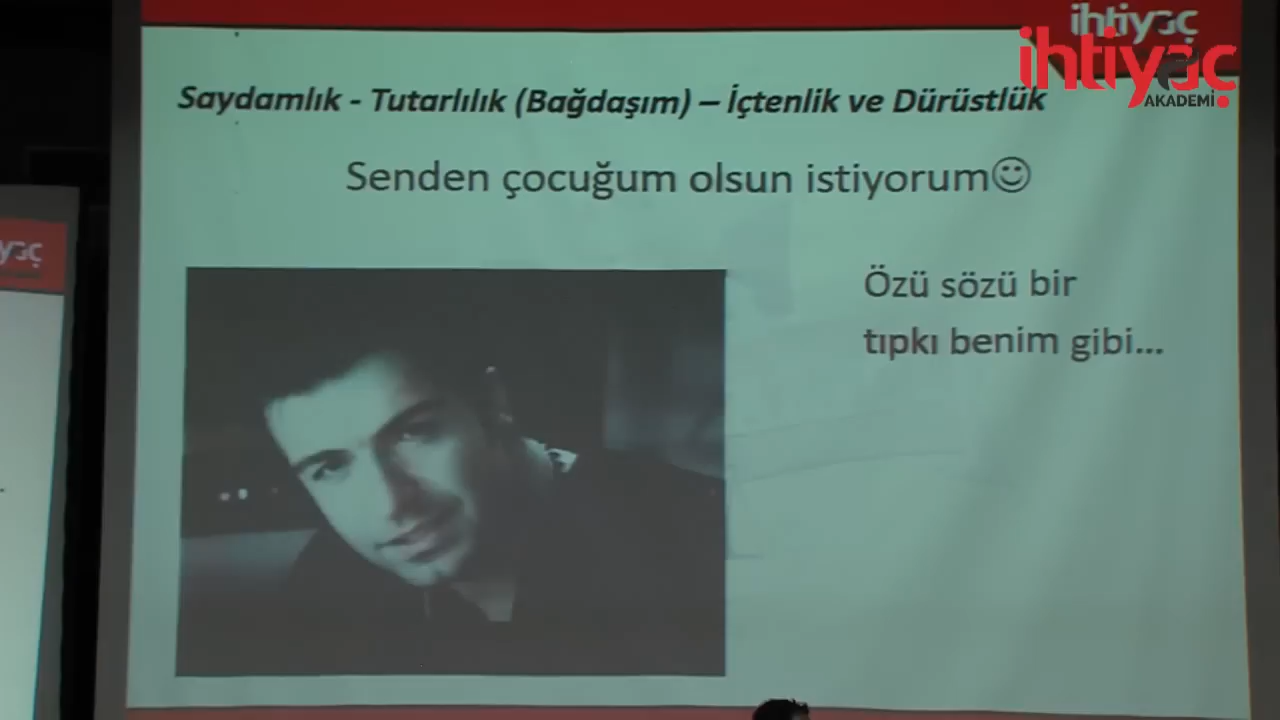 ihtiyaç
ihtiyaç
AKADEMİ
Saydamlık - Tutarlılık (Bağdaşım) – İçtenlik ve Dürüstlük
Senden çocuğum olsun istiyorum☺
Özü sözü bir
tıpkı benim gibi...
yaç